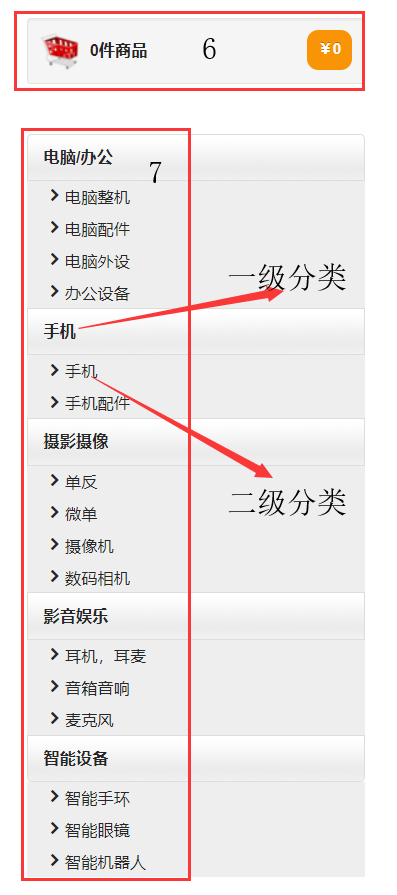 0件商品 6 ¥0
电脑/办公
7
电脑整机
电脑配件
电脑外设
一级分类
办公设备
手机
手机
手机配件
摄影摄像
单反
二级分类
微单
摄像机
数码相机
影音娱乐
耳机，耳麦
音箱音响
麦克风
智能设备
智能手环
智能眼镜
智能机器人